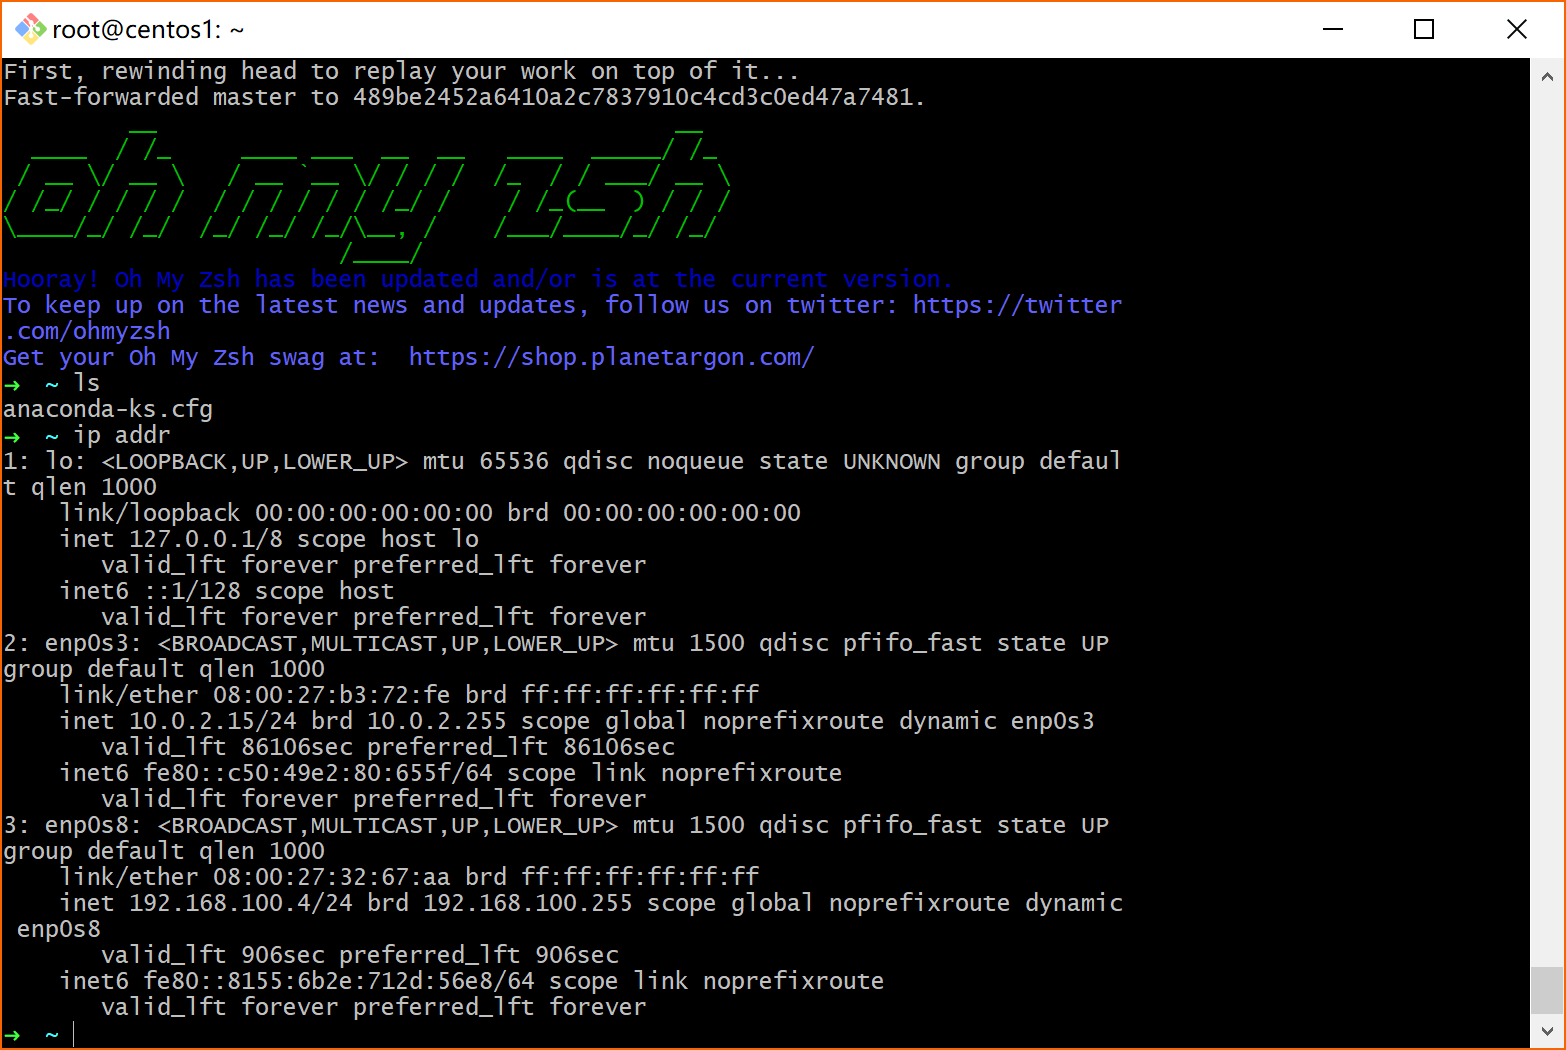 root@centos1: ~
First, rewinding head to replay your work on top of it...
Fast-forwarded master to 489be2452a6410a2c7837910c4cd3c0ed47a7481.
oh my zsh
Hooray! Oh My Zsh has been updated and/or is at the current version.
To keep up on the latest news and updates, follow us on twitter: https://twitter
.com/ohmyzsh
Get your Oh My Zsh swag at:  https://shop.planetargon.com/
→  ~ ls
anaconda-ks.cfg
→  ~ ip addr
1: lo: <LOOPBACK,UP,LOWER_UP> mtu 65536 qdisc noqueue state UNKNOWN group defaul
t qlen 1000
    link/loopback 00:00:00:00:00:00 brd 00:00:00:00:00:00
    inet 127.0.0.1/8 scope host lo
       valid_lft forever preferred_lft forever
    inet6 ::1/128 scope host
       valid_lft forever preferred_lft forever
2: enp0s3: <BROADCAST,MULTICAST,UP,LOWER_UP> mtu 1500 qdisc pfifo_fast state UP
group default qlen 1000
    link/ether 08:00:27:b3:72:fe brd ff:ff:ff:ff:ff:ff
    inet 10.0.2.15/24 brd 10.0.2.255 scope global noprefixroute dynamic enp0s3
       valid_lft 86106sec preferred_lft 86106sec
    inet6 fe80::c50:49e2:80:655f/64 scope link noprefixroute
       valid_lft forever preferred_lft forever
3: enp0s8: <BROADCAST,MULTICAST,UP,LOWER_UP> mtu 1500 qdisc pfifo_fast state UP
group default qlen 1000
    link/ether 08:00:27:32:67:aa brd ff:ff:ff:ff:ff:ff
    inet 192.168.100.4/24 brd 192.168.100.255 scope global noprefixroute dynamic
 enp0s8
       valid_lft 906sec preferred_lft 906sec
    inet6 fe80::8155:6b2e:712d:56e8/64 scope link noprefixroute
       valid_lft forever preferred_lft forever
→  ~